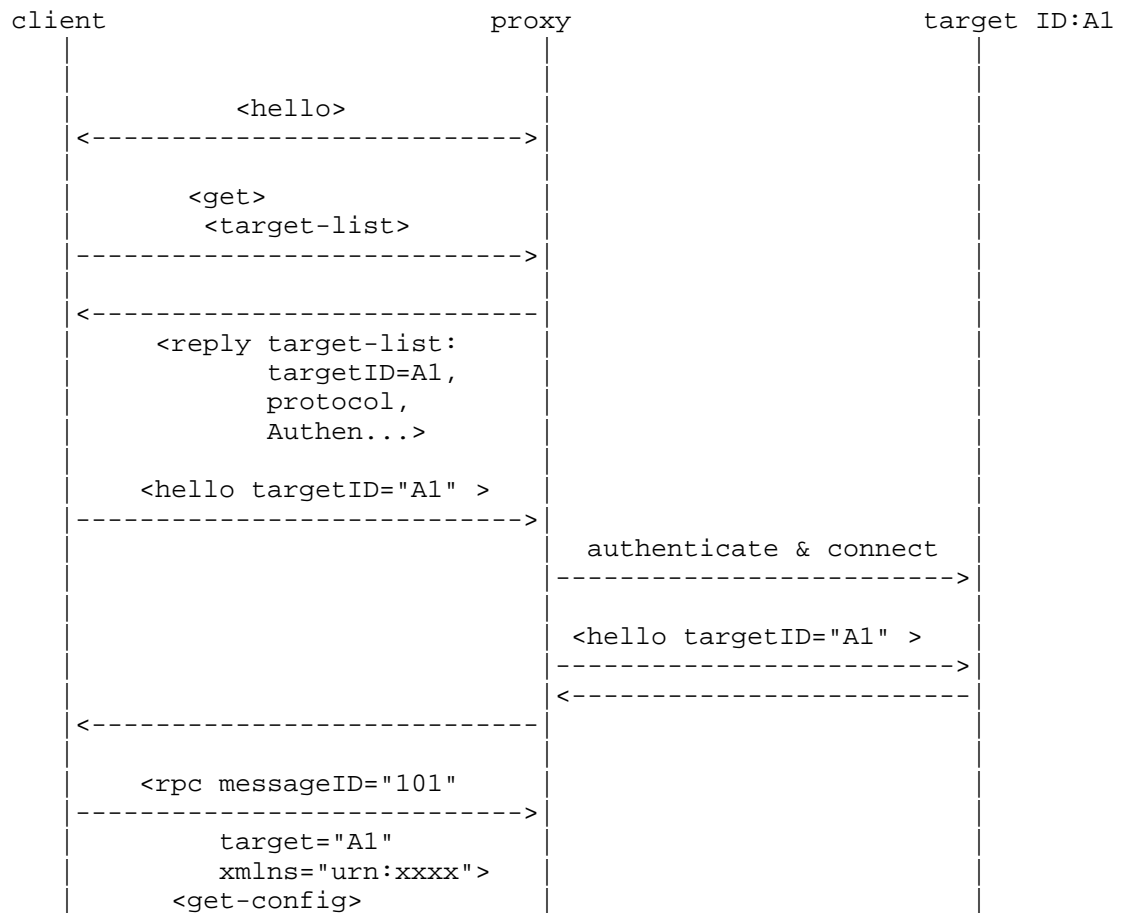 client proxy target ID:A1
<hello>
<get>
<target-list>
<reply target-list:
targetID=A1,
protocol,
Authen...>
<hello targetID="A1" >
authenticate & connect
<hello targetID="A1" >
<rpc messageID="101"
target="A1"
xmlns="urn:xxxx">
<get-config>